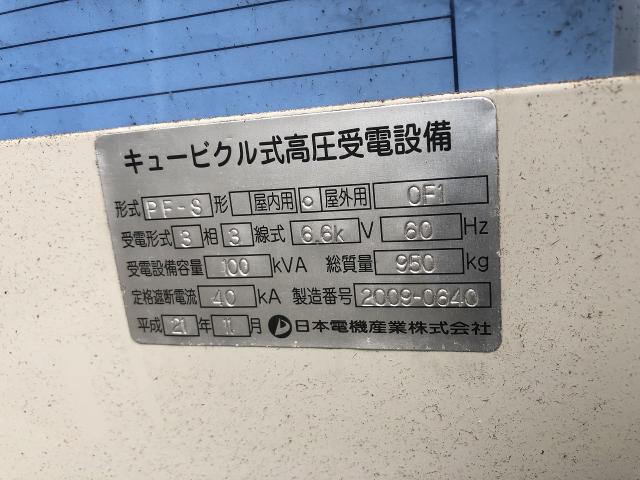 キュービクル式高圧受電設備
形式 PF-S 形 屋内用 ○ 屋外用 OF1
受電形式 3 相 3 線式 6.6k V 60 Hz
受電設備容量 100 kVA 総質量 950 kg
定格遮断電流 40 kA 製造番号 2009-0640
平成 21 年 11 月 日本電機産業株式会社